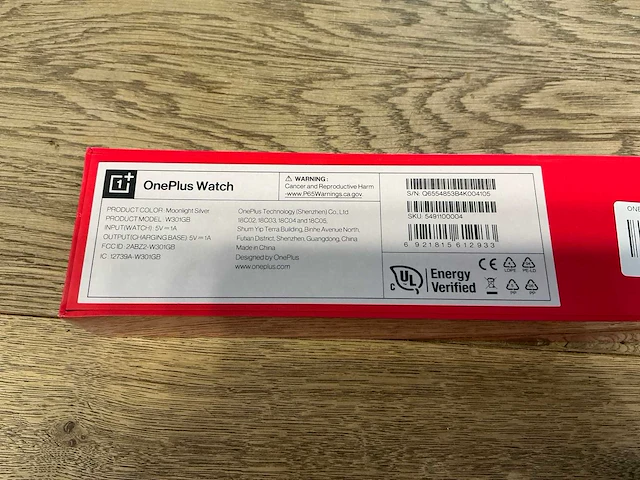 OnePlus Watch
PRODUCT COLOR: Moonlight Silver
PRODUCT MODEL: W301GB
INPUT(WATCH): 5V⎓1A
OUTPUT(CHARGING BASE): 5V⎓1A
FCC ID: 2ABZ2-W301GB
IC: 12739A-W301GB
⚠ WARNING:
Cancer and Reproductive Harm
-www.P65Warnings.ca.gov.
OnePlus Technology (Shenzhen) Co., Ltd
18C02, 18C03, 18C04 and 18C05,
Shum Yip Terra Building, Binhe Avenue North,
Futian District, Shenzhen, Guangdong, China
Made in China
Designed by OnePlus
www.oneplus.com
S/N: Q6554853B4K004105
SKU: 5491100004
6 921815 612933
C UL
Energy
Verified
CE
LDPE
PE-LD
PP
PP